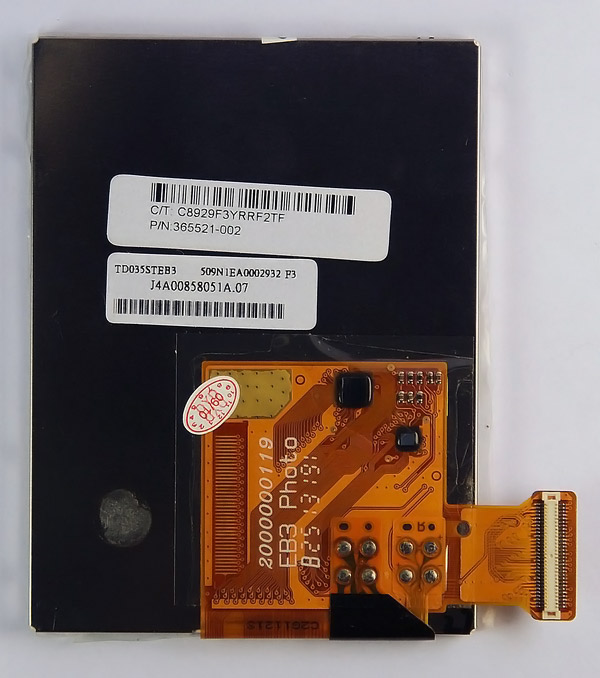 C/T: C8929F3YRRF2TF
P/N:365521-002
TD035STEB3 509N1EA0002932 F3
J4A00858051A.07
2000000119
EB3 Photo